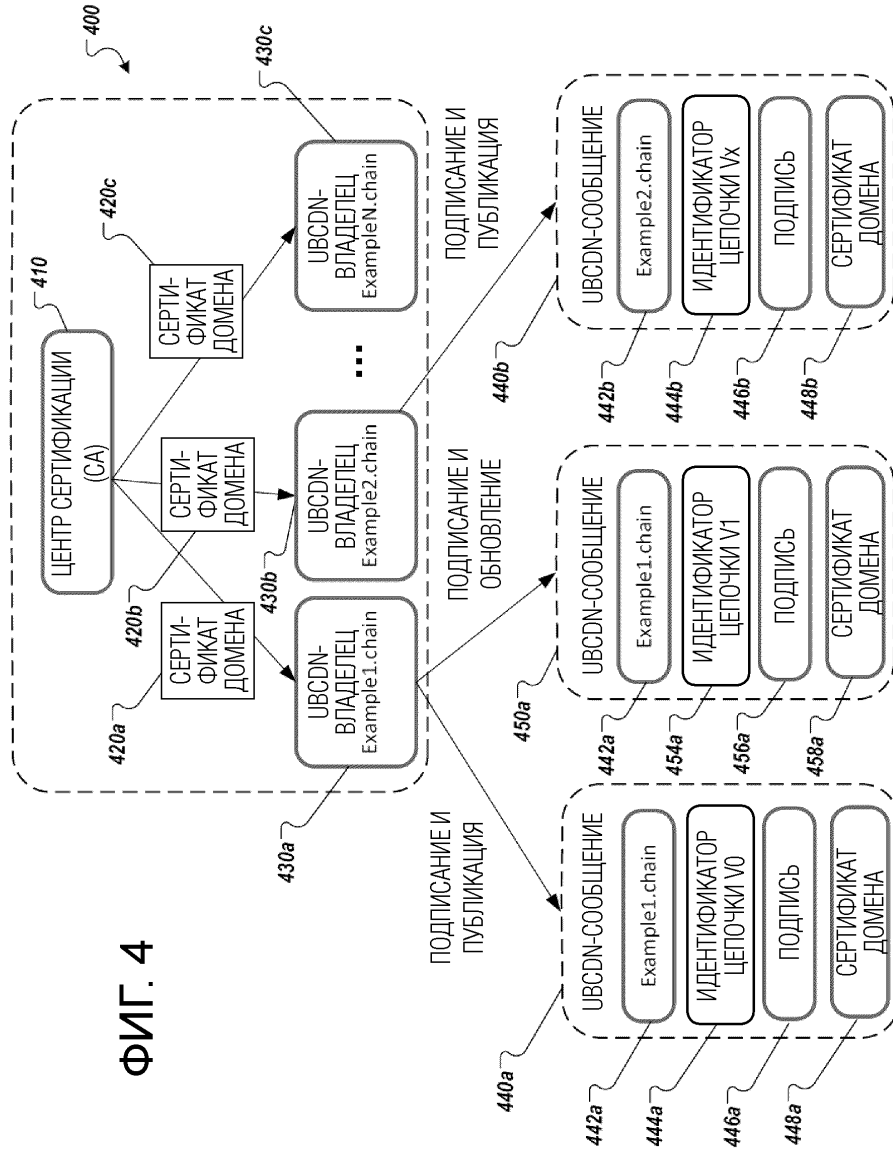 400
410
ЦЕНТР СЕРТИФИКАЦИИ
(CA)
420a
СЕРТИ-
ФИКАТ
ДОМЕНА
420b
СЕРТИ-
ФИКАТ
ДОМЕНА
420c
СЕРТИ-
ФИКАТ
ДОМЕНА
430a
UBCDN-
ВЛАДЕЛЕЦ
Example1.chain
430b
UBCDN-
ВЛАДЕЛЕЦ
Example2.chain
...
430c
UBCDN-
ВЛАДЕЛЕЦ
ExampleN.chain
ПОДПИСАНИЕ И
ПУБЛИКАЦИЯ
ПОДПИСАНИЕ И
ОБНОВЛЕНИЕ
ПОДПИСАНИЕ И
ПУБЛИКАЦИЯ
440a
UBCDN-СООБЩЕНИЕ
442a
Example1.chain
444a
ИДЕНТИФИКАТОР
ЦЕПОЧКИ V0
446a
ПОДПИСЬ
448a
СЕРТИФИКАТ
ДОМЕНА
450a
UBCDN-СООБЩЕНИЕ
442a
Example1.chain
454a
ИДЕНТИФИКАТОР
ЦЕПОЧКИ V1
456a
ПОДПИСЬ
458a
СЕРТИФИКАТ
ДОМЕНА
440b
UBCDN-СООБЩЕНИЕ
442b
Example2.chain
444b
ИДЕНТИФИКАТОР
ЦЕПОЧКИ Vx
446b
ПОДПИСЬ
448b
СЕРТИФИКАТ
ДОМЕНА
ФИГ. 4